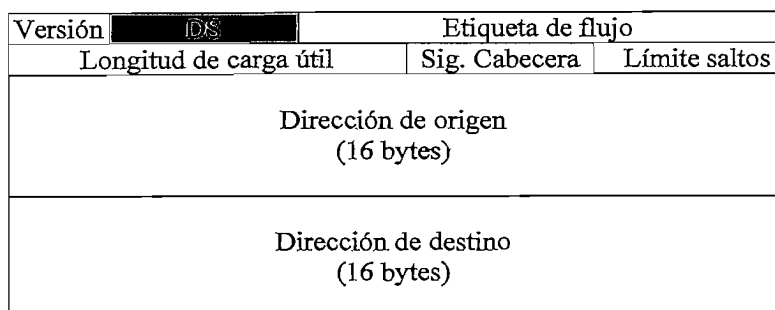 Versión DS Etiqueta de flujo
Longitud de carga útil Sig. Cabecera Límite saltos
Dirección de origen
(16 bytes)
Dirección de destino
(16 bytes)